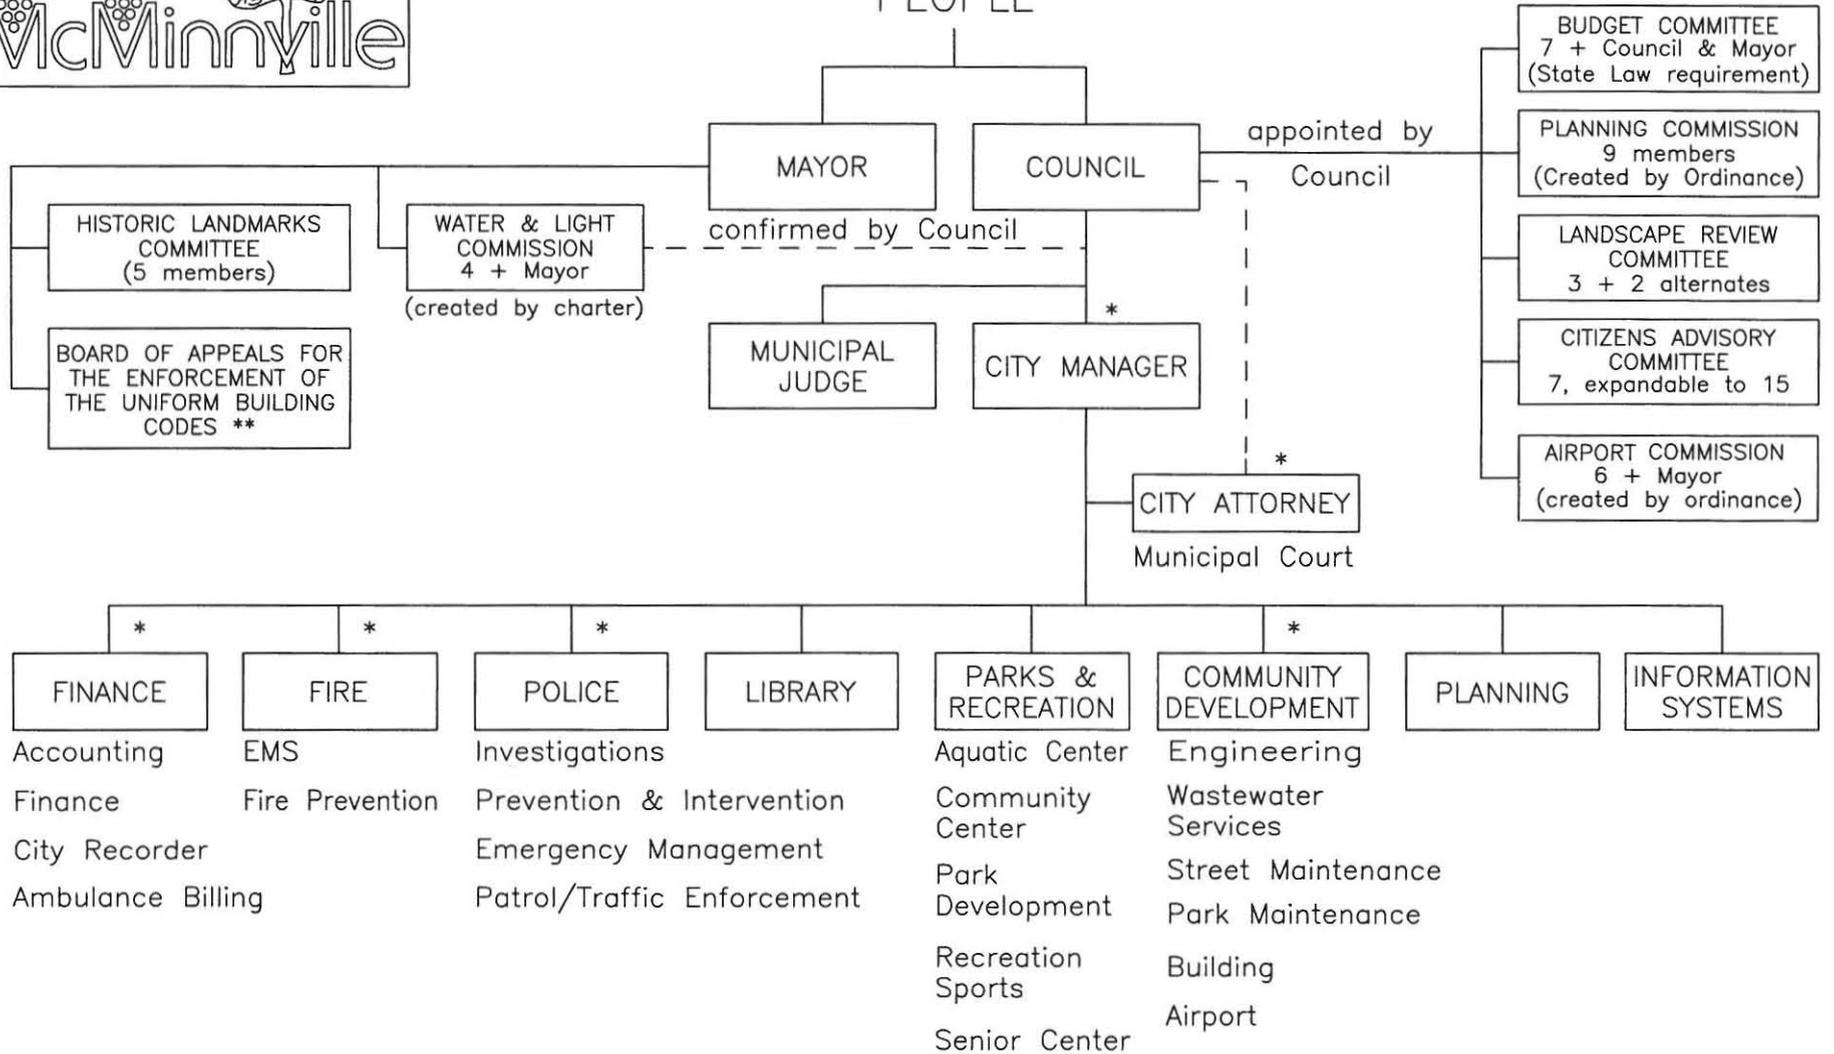 McMinnville
PEOPLE
MAYOR
COUNCIL
appointed by
Council
confirmed by Council
HISTORIC LANDMARKS
COMMITTEE
(5 members)
WATER & LIGHT
COMMISSION
4 + Mayor
(created by charter)
BOARD OF APPEALS FOR
THE ENFORCEMENT OF
THE UNIFORM BUILDING
CODES **
MUNICIPAL
JUDGE
*
CITY MANAGER
*
CITY ATTORNEY
Municipal Court
BUDGET COMMITTEE
7 + Council & Mayor
(State Law requirement)
PLANNING COMMISSION
9 members
(Created by Ordinance)
LANDSCAPE REVIEW
COMMITTEE
3 + 2 alternates
CITIZENS ADVISORY
COMMITTEE
7, expandable to 15
AIRPORT COMMISSION
6 + Mayor
(created by ordinance)
*
FINANCE
Accounting
Finance
City Recorder
Ambulance Billing
*
FIRE
EMS
Fire Prevention
*
POLICE
Investigations
Prevention & Intervention
Emergency Management
Patrol/Traffic Enforcement
LIBRARY
PARKS &
RECREATION
Aquatic Center
Community
Center
Park
Development
Recreation
Sports
Senior Center
*
COMMUNITY
DEVELOPMENT
Engineering
Wastewater
Services
Street Maintenance
Park Maintenance
Building
Airport
PLANNING
INFORMATION
SYSTEMS